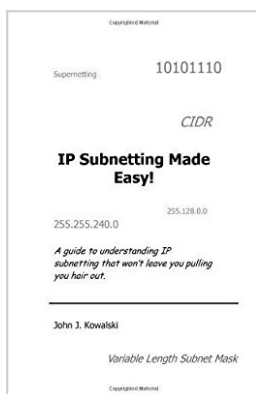 Copyrighted Material
Supernetting
10101110
CIDR
IP Subnetting Made
Easy!
255.128.0.0
255.255.240.0
A guide to understanding IP
subnetting that won't leave you pulling
you hair out.
John J. Kowalski
Variable Length Subnet Mask
Copyrighted Material